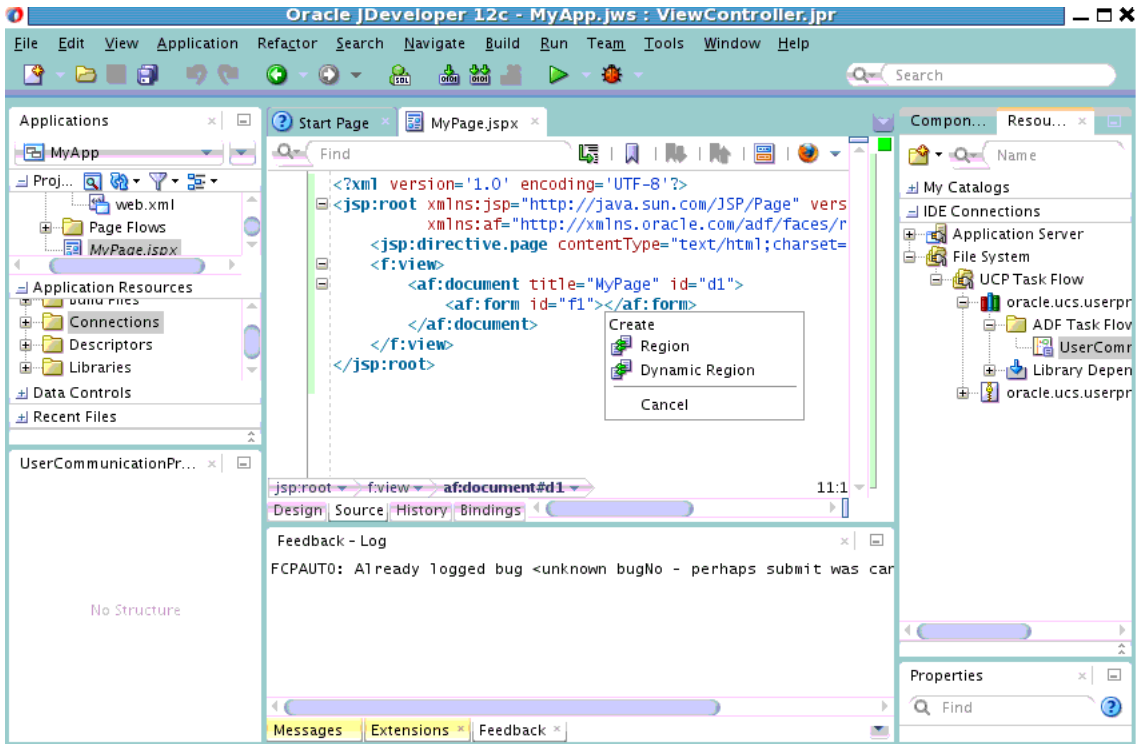 Oracle JDeveloper 12c - MyApp.jws : ViewController.jpr
File Edit View Application Refactor Search Navigate Build Run Team Tools Window Help
Search
Applications
MyApp
Proj...
web.xml
Page Flows
MyPage.jspx
Application Resources
Build Files
Connections
Descriptors
Libraries
Data Controls
Recent Files
UserCommunicationPr...
No Structure
Start Page
MyPage.jspx
Find
<?xml version='1.0' encoding='UTF-8'?>
<jsp:root xmlns:jsp="http://java.sun.com/JSP/Page" vers
xmlns:af="http://xmlns.oracle.com/adf/faces/r
<jsp:directive.page contentType="text/html;charset=
<f:view>
<af:document title="MyPage" id="d1">
<af:form id="f1"></af:form>
</af:document>
</f:view>
</jsp:root>
Create
Region
Dynamic Region
Cancel
jsp:root f:view af:document#d1 11:1
Design Source History Bindings
Feedback - Log
FCPAUTO: Already logged bug <unknown bugNo - perhaps submit was can
Messages Extensions Feedback
Compon... Resou...
Name
My Catalogs
IDE Connections
Application Server
File System
UCP Task Flow
oracle.ucs.userpr
ADF Task Flow
UserComm
Library Depen
oracle.ucs.userpr
Properties
Find